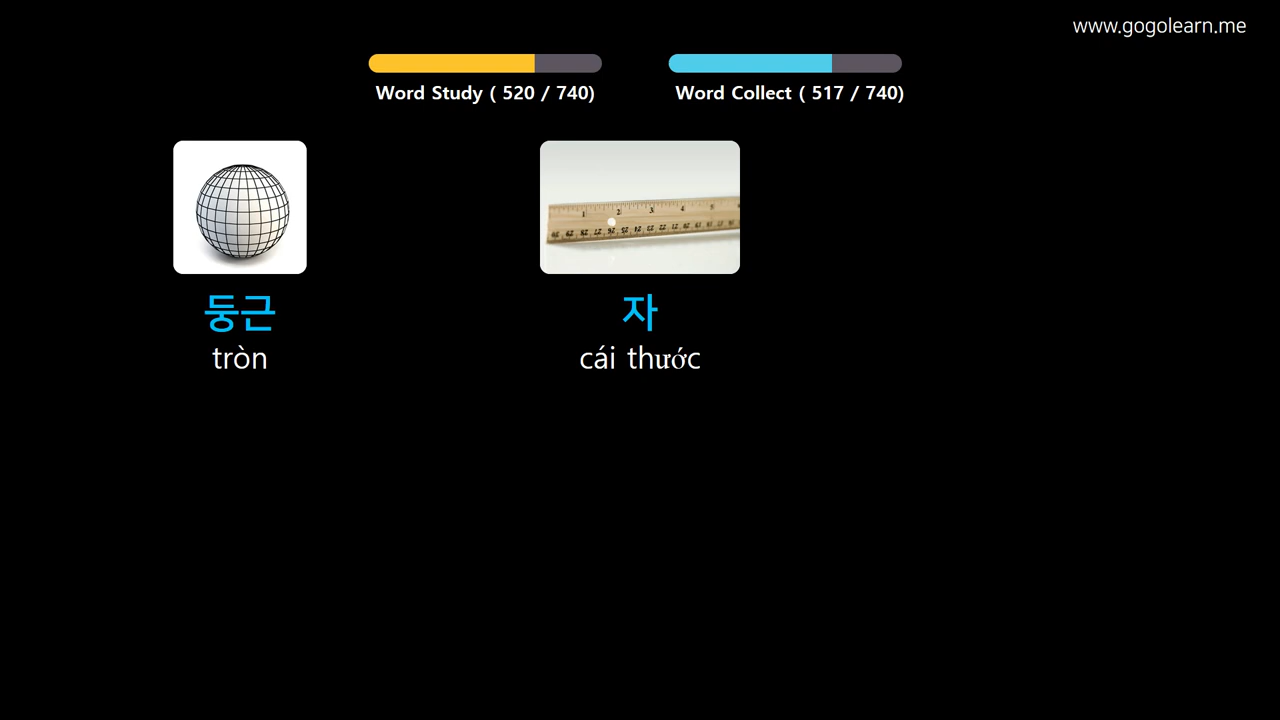 www.gogolearn.me
Word Study ( 520 / 740)
Word Collect ( 517 / 740)
둥근
tròn
자
cái thước